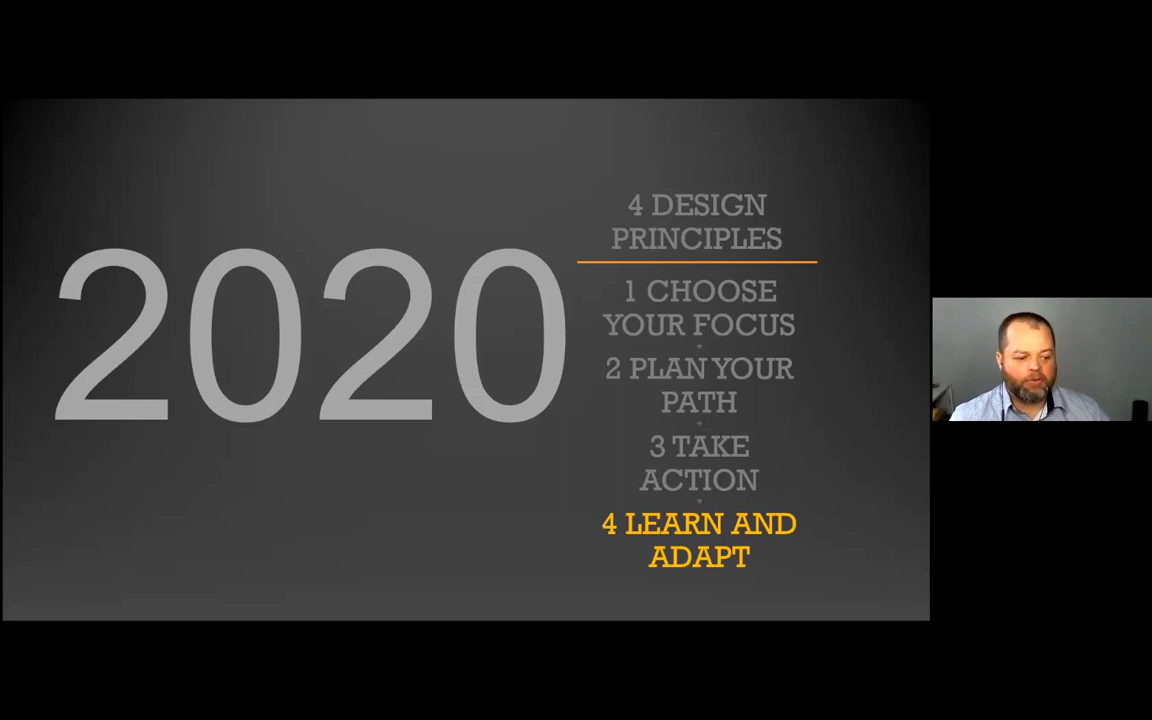 2020
4 DESIGN
PRINCIPLES
1 CHOOSE
YOUR FOCUS
*
2 PLAN YOUR
PATH
*
3 TAKE
ACTION
*
4 LEARN AND
ADAPT